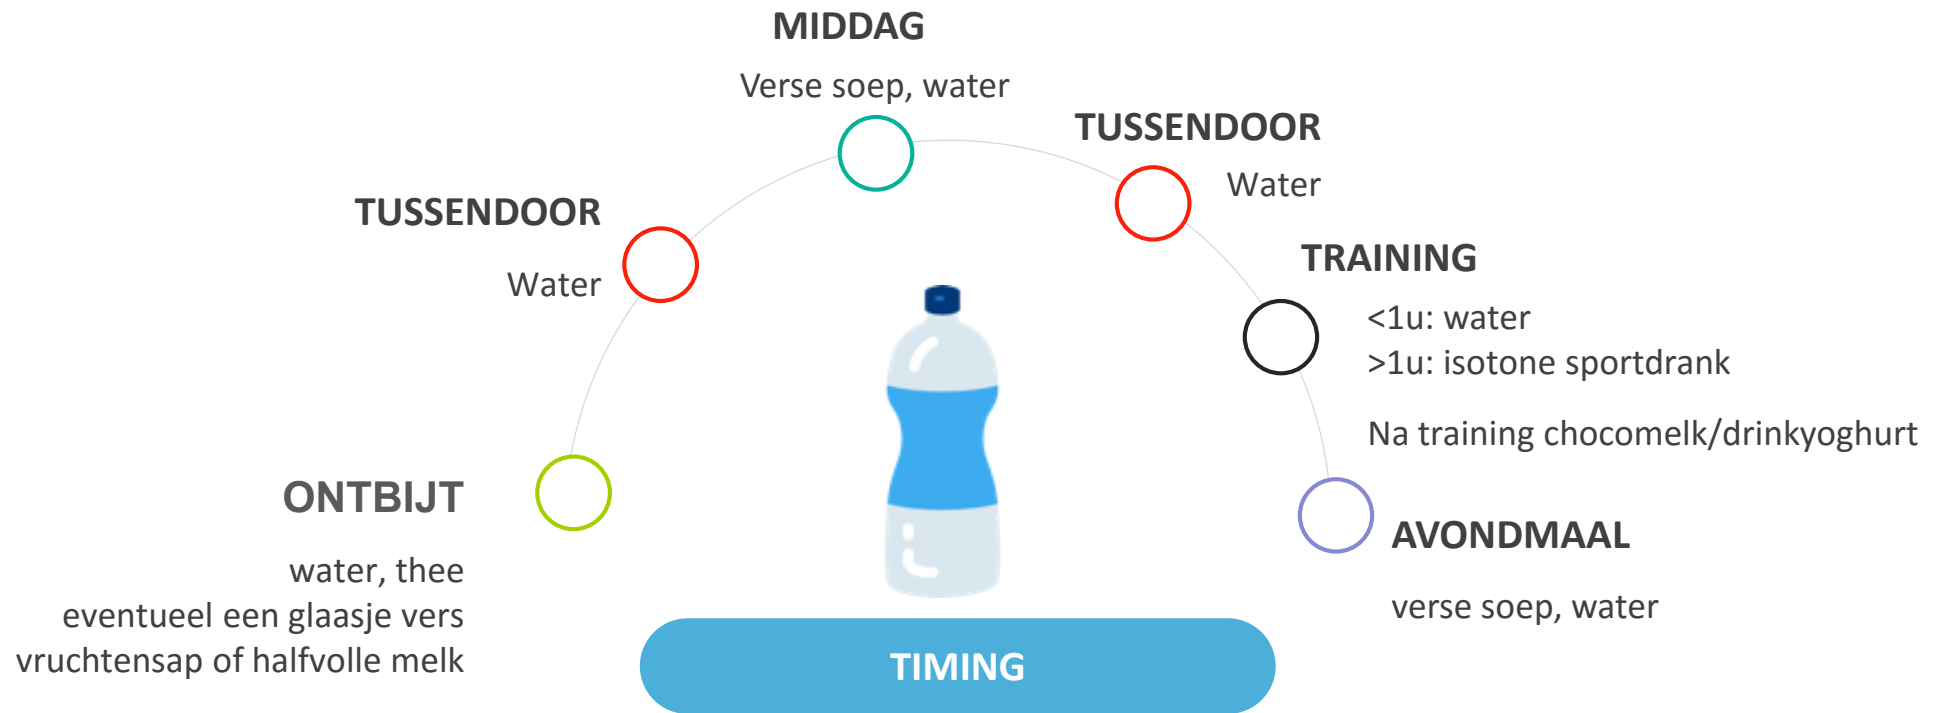 MIDDAG
Verse soep, water
TUSSENDOOR
Water
TUSSENDOOR
Water
TRAINING
<1u: water
>1u: isotone sportdrank
Na training chocomelk/drinkyoghurt
ONTBIJT
water, thee
eventueel een glaasje vers
vruchtensap of halfvolle melk
AVONDMAAL
verse soep, water
TIMING